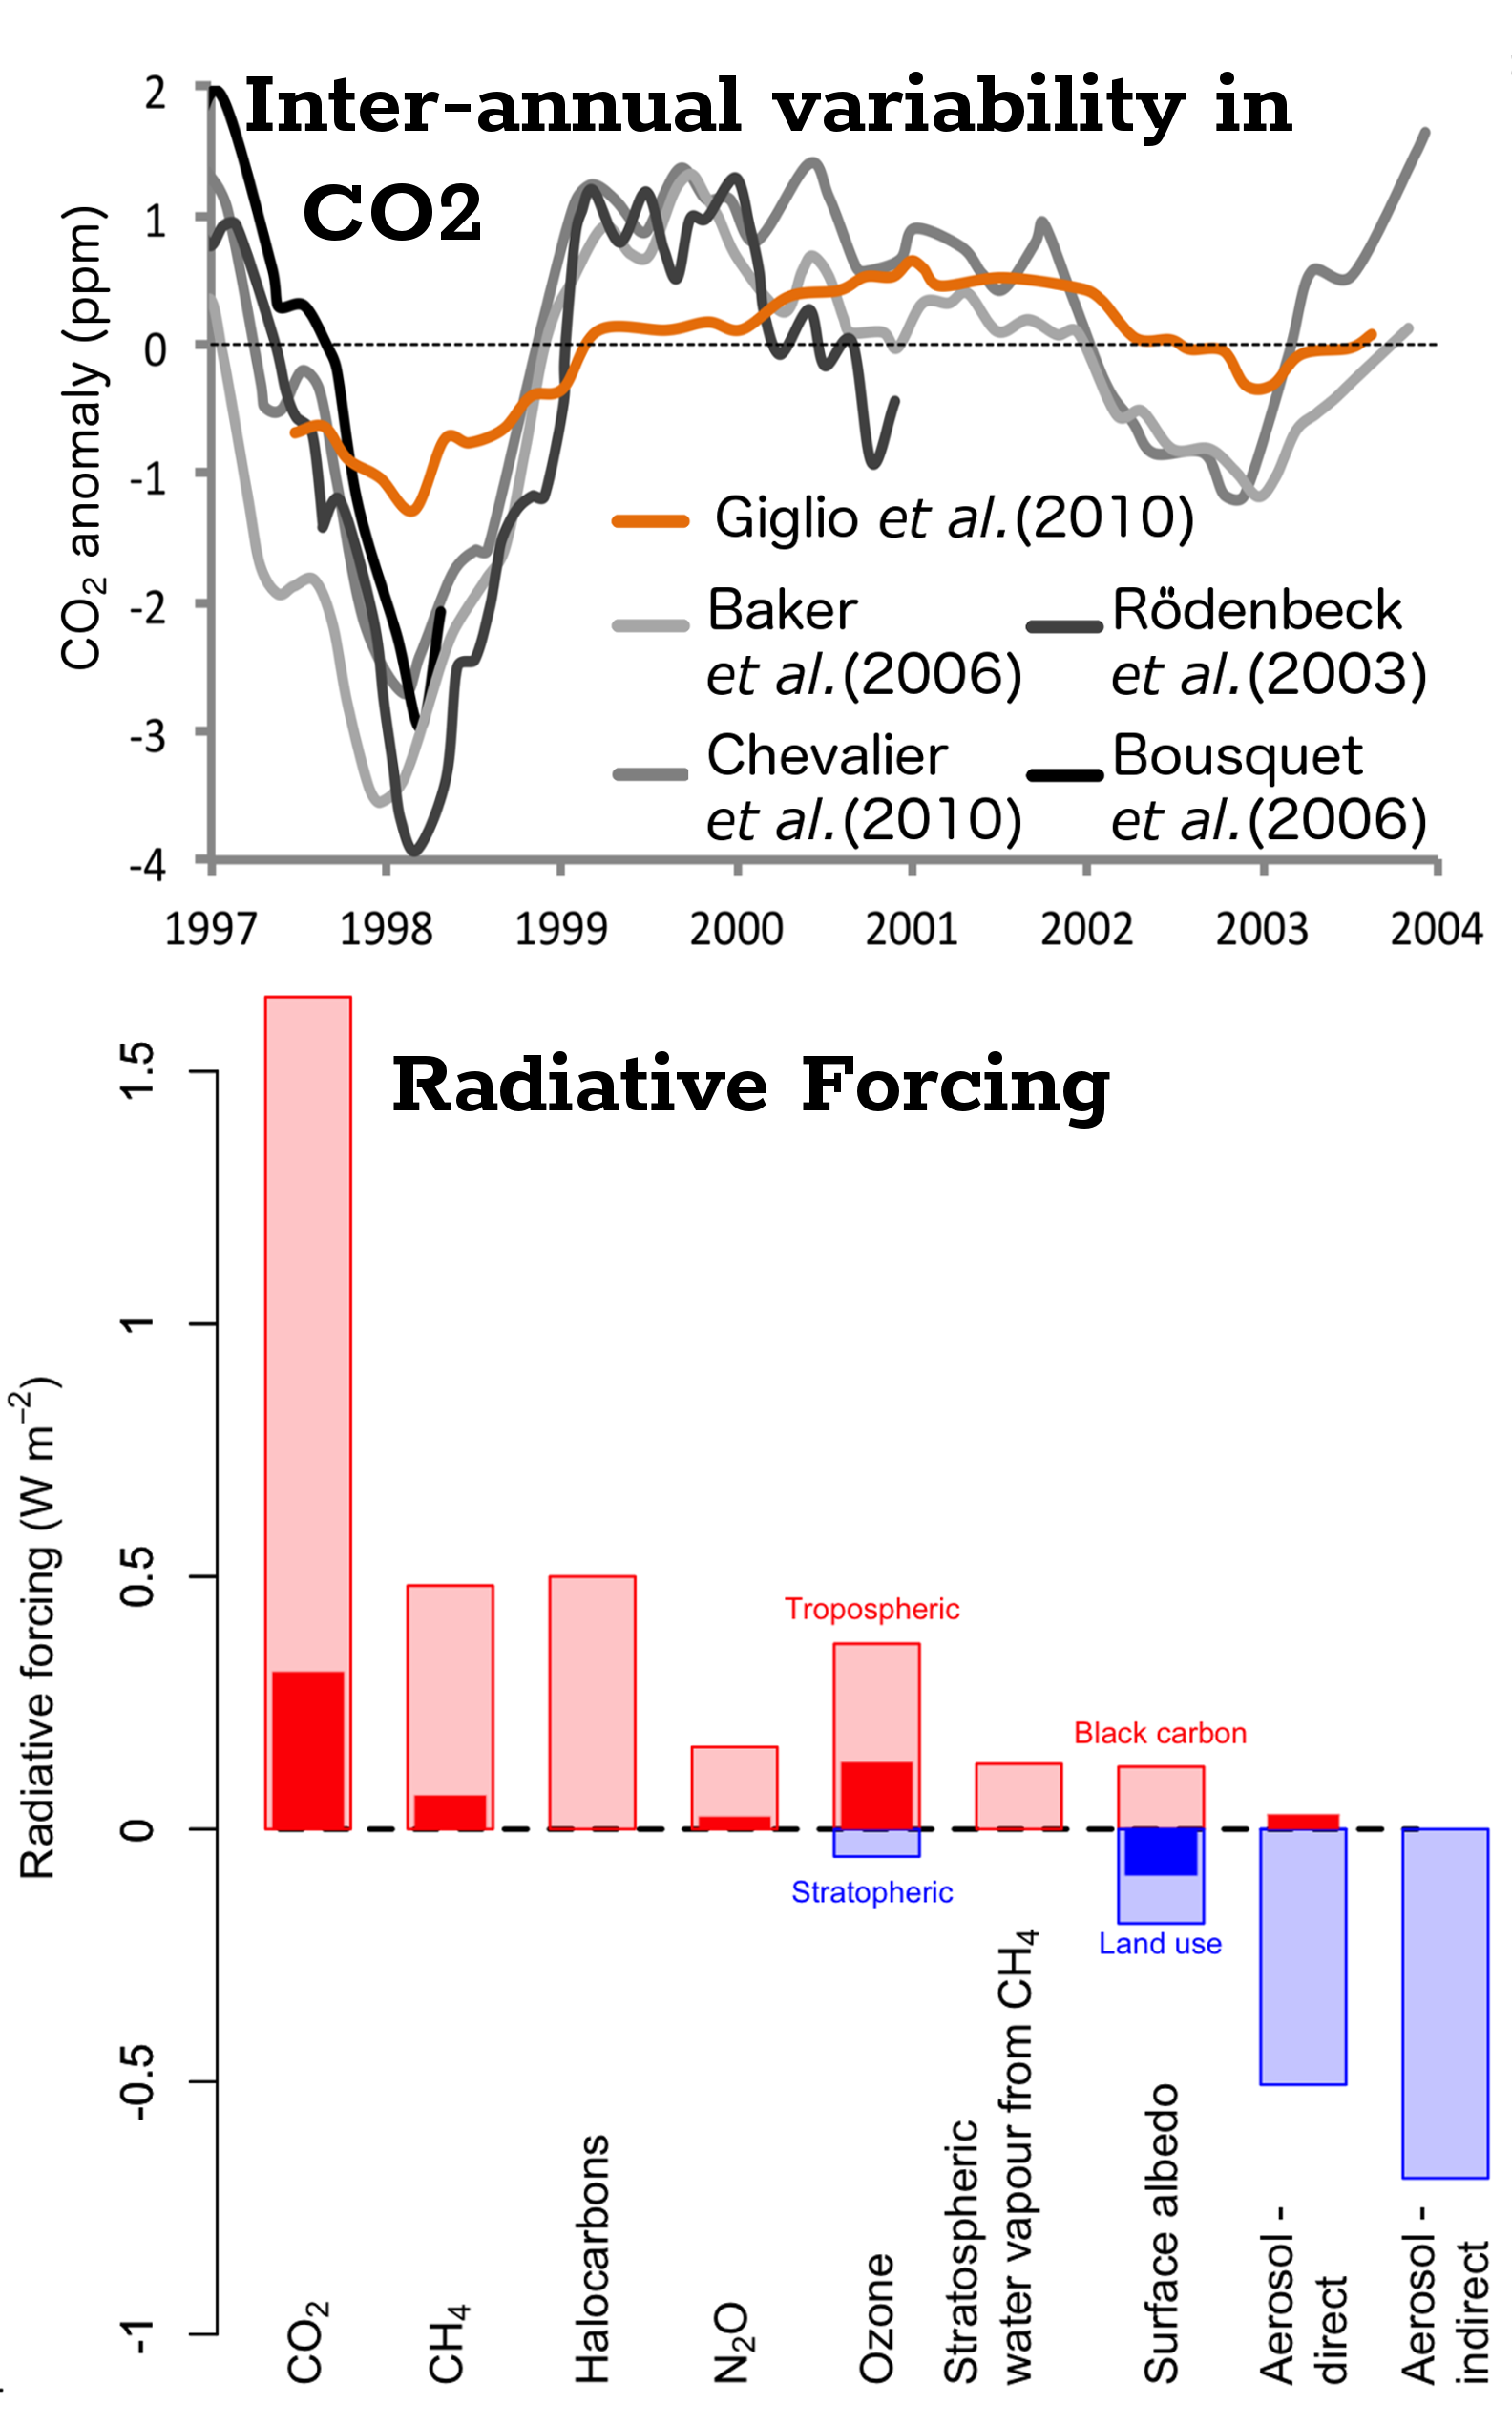 Inter-annual variability in
CO2
CO₂ anomaly (ppm)
2
1
0
-1
-2
-3
-4
Giglio et al.(2010)
Baker
et al.(2006)
Rödenbeck
et al.(2003)
Chevalier
et al.(2010)
Bousquet
et al.(2006)
1997 1998 1999 2000 2001 2002 2003 2004
Radiative Forcing
Radiative forcing (W m⁻²)
1.5
1
0.5
0
-0.5
-1
Tropospheric
Black carbon
Stratopheric
Land use
CO₂
CH₄
Halocarbons
N₂O
Ozone
Stratospheric
water vapour from CH₄
Surface albedo
Aerosol -
direct
Aerosol -
indirect